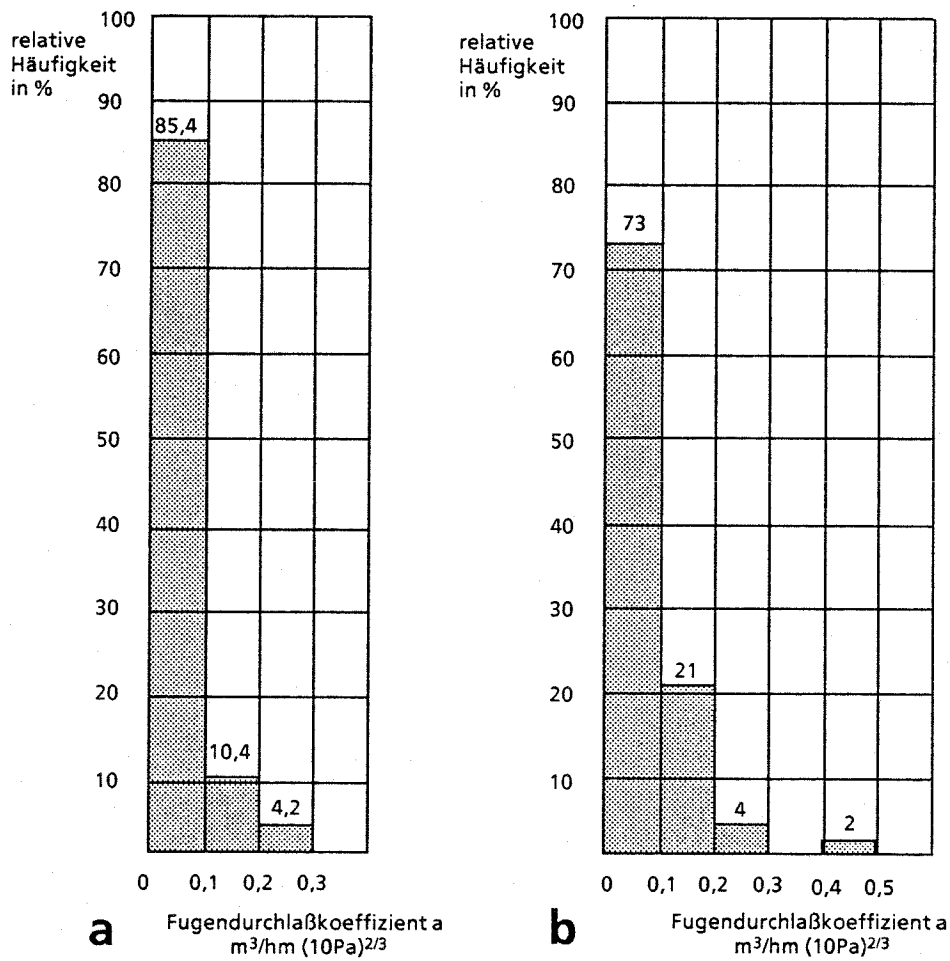 relative
Häufigkeit
in %
100
90
80
70
60
50
40
30
20
10
85,4
10,4
4,2
0 0,1 0,2 0,3
a
Fugendurchlaßkoeffizient a
m³/hm (10Pa)²/³
relative
Häufigkeit
in %
100
90
80
70
60
50
40
30
20
10
73
21
4
2
0 0,1 0,2 0,3 0,4 0,5
b
Fugendurchlaßkoeffizient a
m³/hm (10Pa)²/³